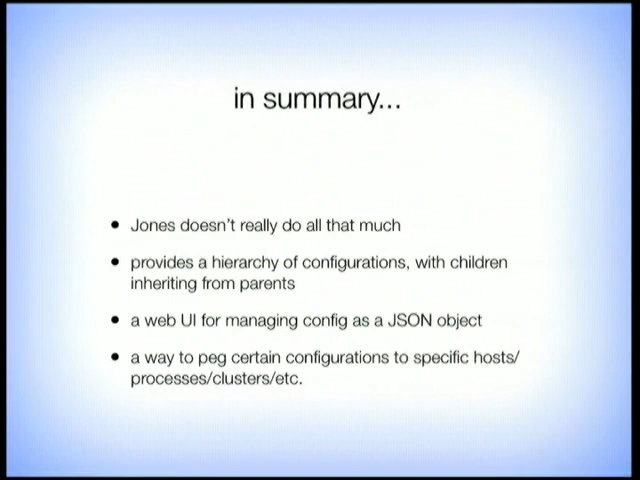 in summary...
• Jones doesn't really do all that much
• provides a hierarchy of configurations, with children
inheriting from parents
• a web UI for managing config as a JSON object
• a way to peg certain configurations to specific hosts/
processes/clusters/etc.